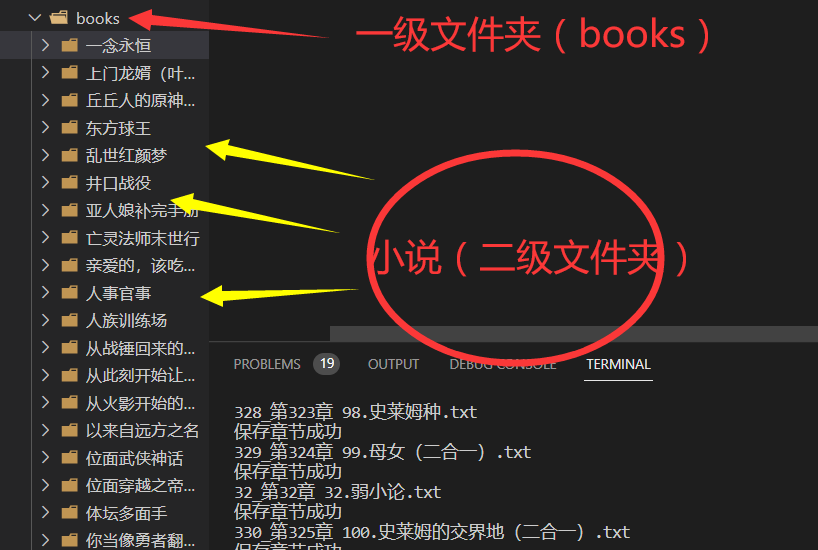 books
一级文件夹（books）
一念永恒
上门龙婿（叶...
丘丘人的原神...
东方球王
乱世红颜梦
井口战役
亚人娘补完手册
亡灵法师末世行
小说（二级文件夹）
亲爱的，该吃...
人事官事
人族训练场
从战锤回来的...
从此刻开始让...
从火影开始的...
以来自远方之名
位面武侠神话
位面穿越之帝...
体坛多面手
你当像勇者翻...
PROBLEMS 19 OUTPUT DEBUG CONSOLE TERMINAL
328_第323章 98.史莱姆种.txt
保存章节成功
329_第324章 99.母女（二合一）.txt
保存章节成功
32_第32章 32.弱小论.txt
保存章节成功
330_第325章 100.史莱姆的交界地（二合一）.txt
保存章节成功